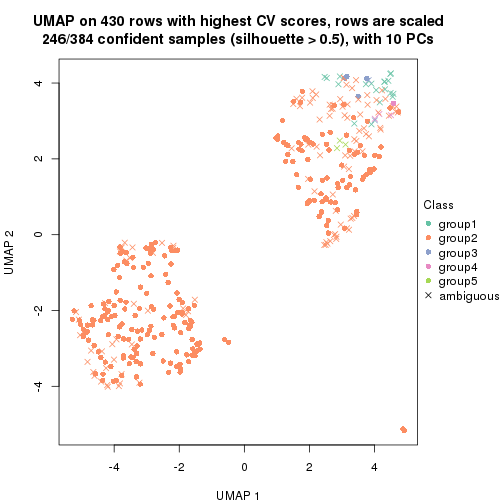 UMAP on 430 rows with highest CV scores, rows are scaled
246/384 confident samples (silhouette > 0.5), with 10 PCs
4
2
0
-2
-4
UMAP 2
-4
-2
0
2
4
UMAP 1
Class
group1
group2
group3
group4
group5
ambiguous